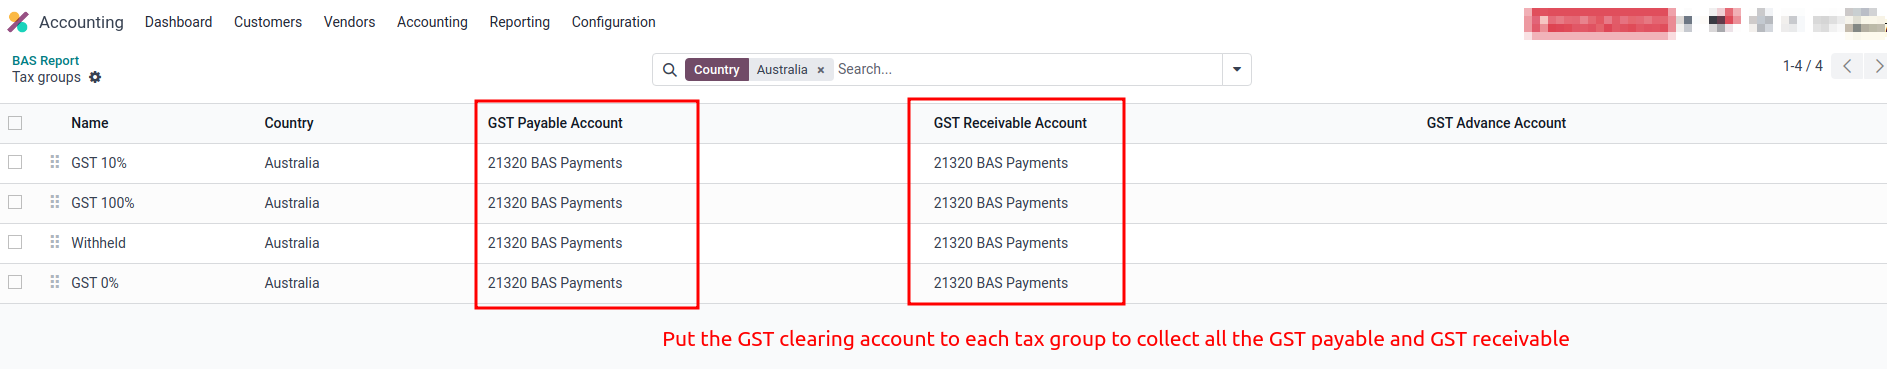 Accounting Dashboard Customers Vendors Accounting Reporting Configuration
BAS Report
Tax groups
Country Australia × Search...
1-4 / 4
Name Country GST Payable Account GST Receivable Account GST Advance Account
GST 10% Australia 21320 BAS Payments 21320 BAS Payments
GST 100% Australia 21320 BAS Payments 21320 BAS Payments
Withheld Australia 21320 BAS Payments 21320 BAS Payments
GST 0% Australia 21320 BAS Payments 21320 BAS Payments
Put the GST clearing account to each tax group to collect all the GST payable and GST receivable